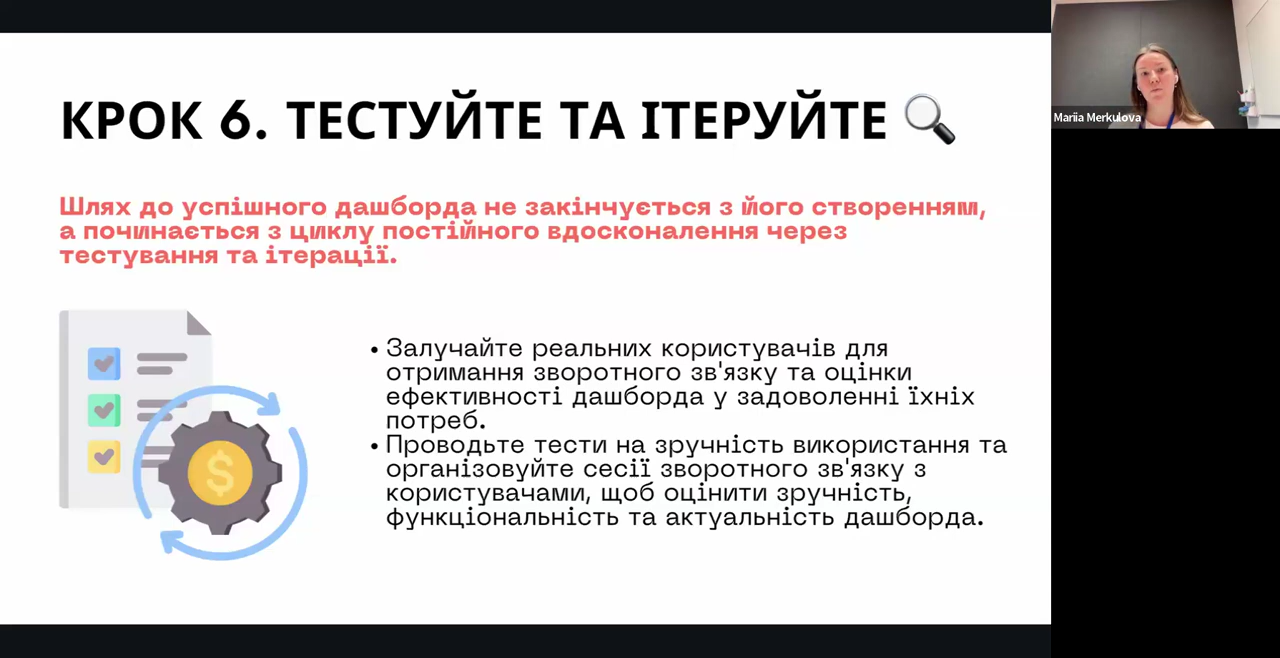 КРОК 6. ТЕСТУЙТЕ ТА ІТЕРУЙТЕ
Шлях до успішного дашборда не закінчується з його створенням,
а починається з циклу постійного вдосконалення через
тестування та ітерації.
• Залучайте реальних користувачів для
отримання зворотного зв'язку та оцінки
ефективності дашборда у задоволенні їхніх
потреб.
• Проводьте тести на зручність використання та
організовуйте сесії зворотного зв'язку з
користувачами, щоб оцінити зручність,
функціональність та актуальність дашборда.
$
Mariia Merkulova